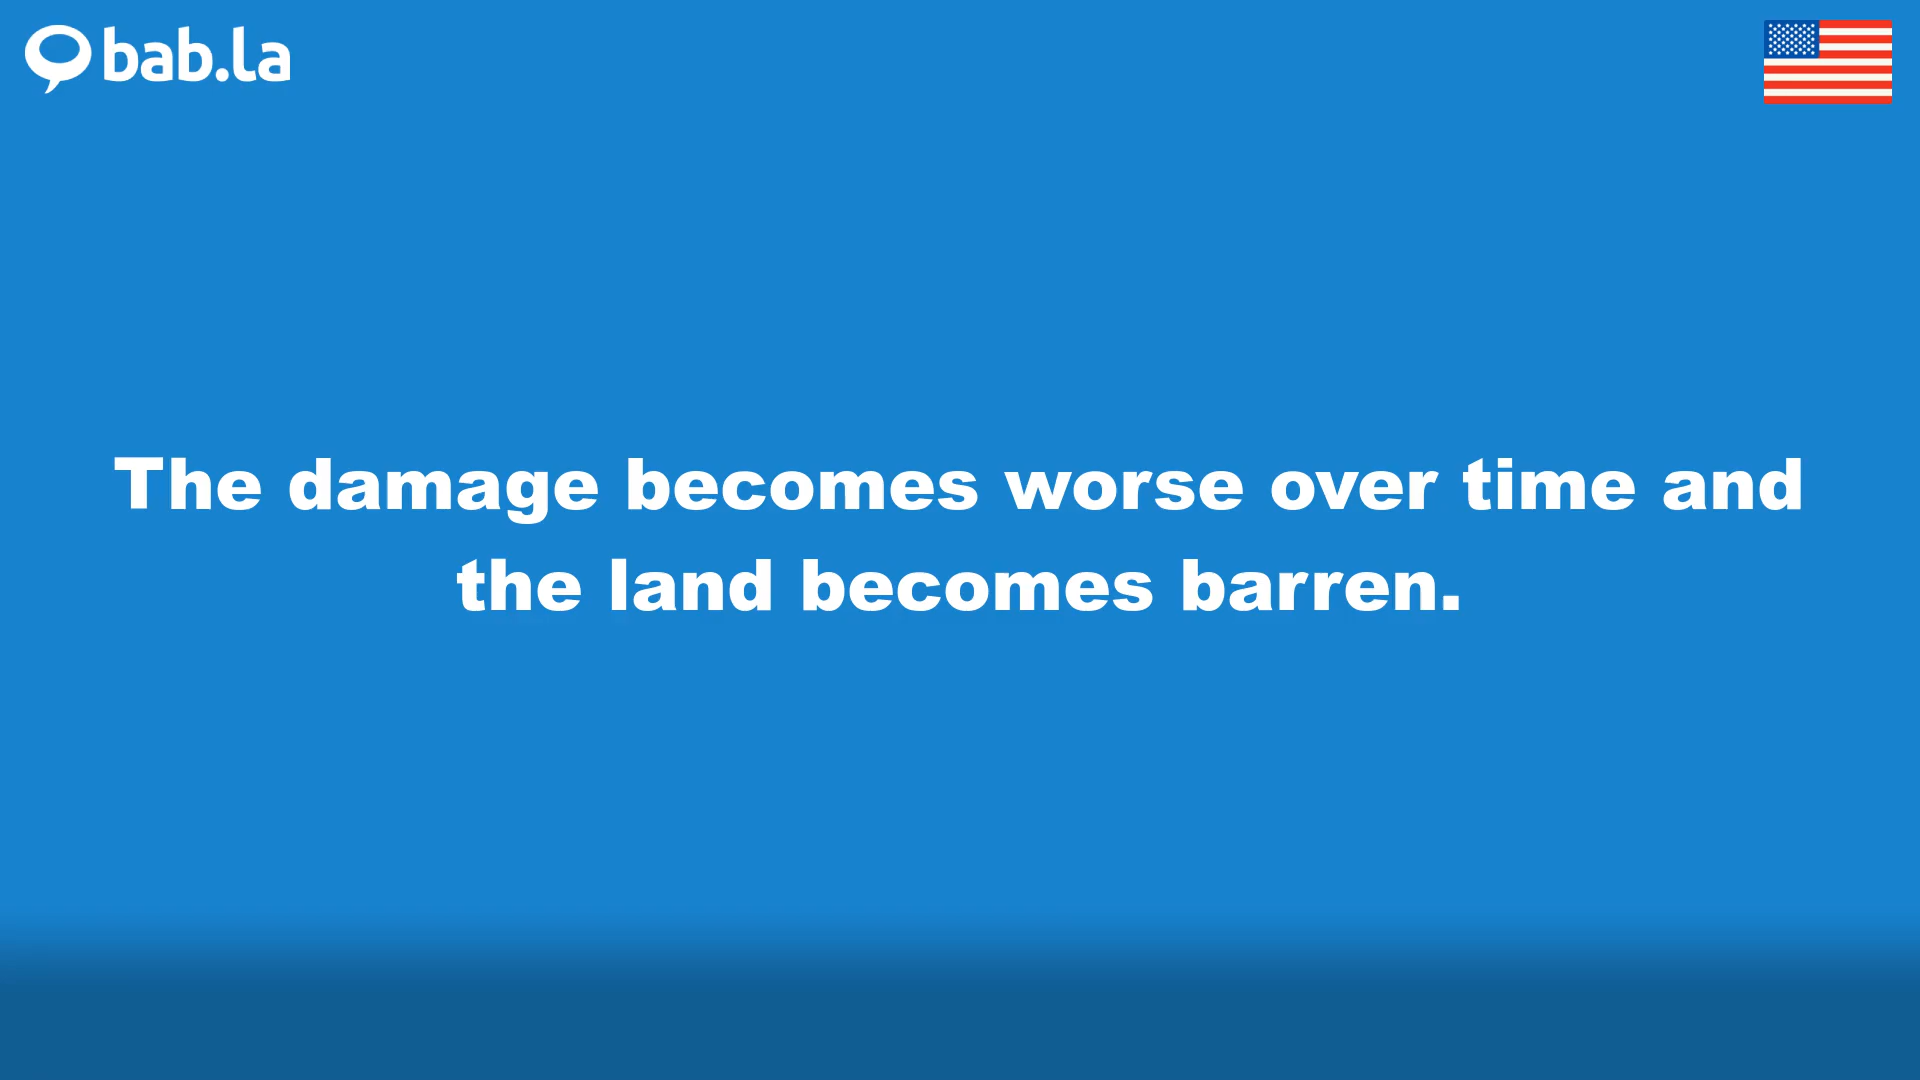 bab.la
The damage becomes worse over time and
the land becomes barren.